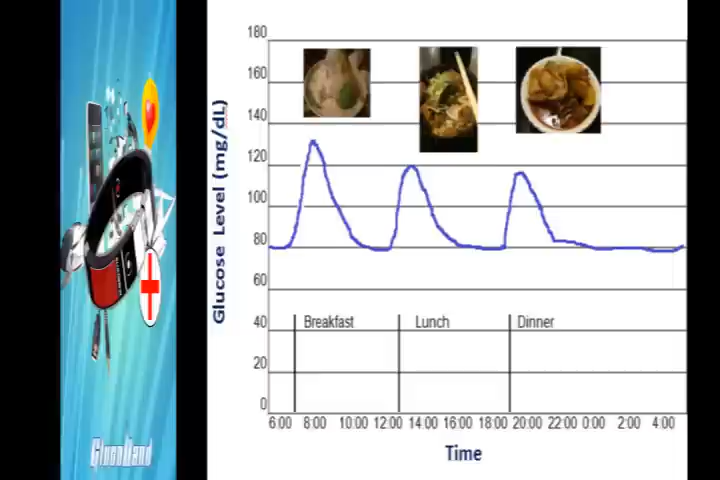 180
160
140
120
100
80
60
40
20
0
Glucose Level (mg/dL)
Breakfast Lunch Dinner
6:00 8:00 10:00 12:00 14:00 16:00 18:00 20:00 22:00 0:00 2:00 4:00
Time
GlucoBand